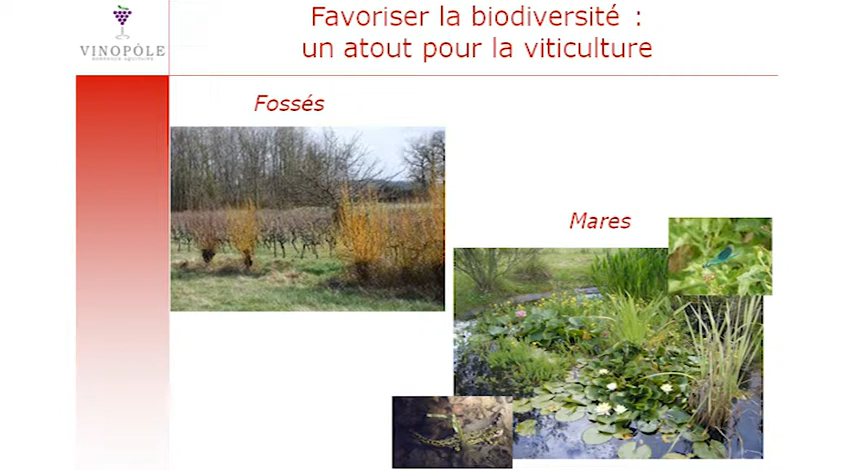 VINOPÔLE
BORDEAUX AQUITAINE
Favoriser la biodiversité :
un atout pour la viticulture
Fossés
Mares